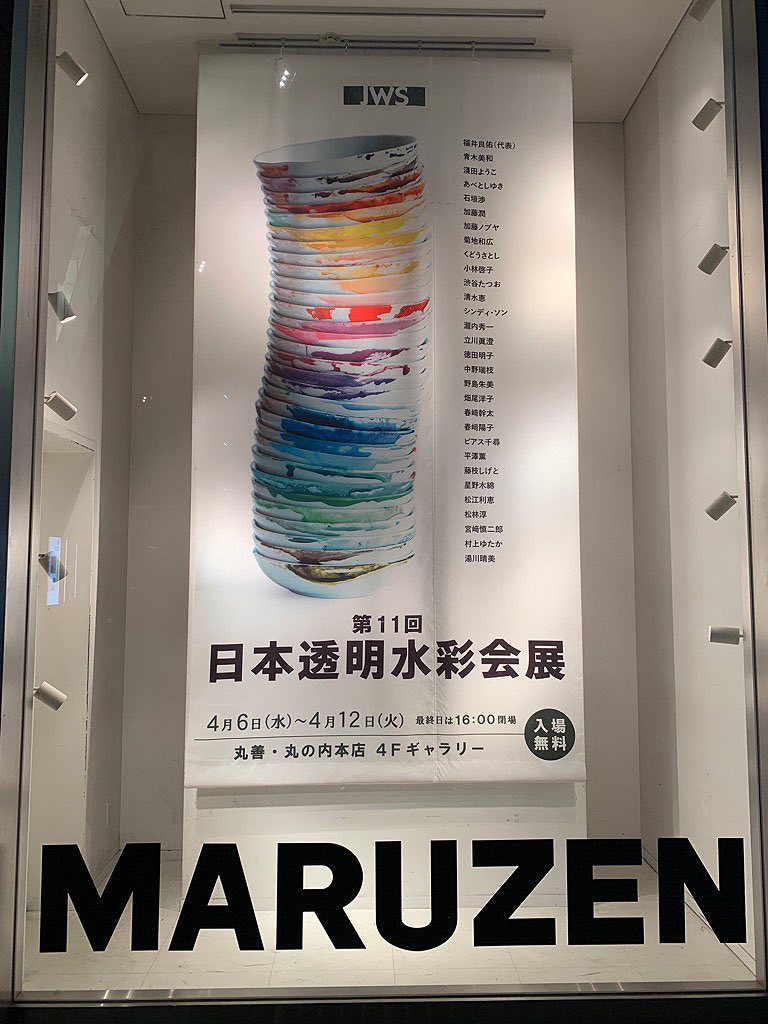 JWS
福井良佑(代表)
青木美和
淺田ようこ
あべとしゆき
石垣渉
加藤潤
加藤ノブヤ
菊地和広
くどうさとし
小林啓子
渋谷たつお
清水恵
シンディ・ソン
瀧内秀一
立川眞澄
徳田明子
中野瑞枝
野島朱美
畑尾洋子
春﨑幹太
春﨑陽子
ピアス千尋
平澤薫
藤枝しげと
星野木綿
松江利恵
松林淳
宮﨑慎二郎
村上ゆたか
湯川晴美
第11回
日本透明水彩会展
4月6日(水)〜4月12日(火) 最終日は16:00閉場
入場
無料
丸善・丸の内本店 4Fギャラリー
MARUZEN